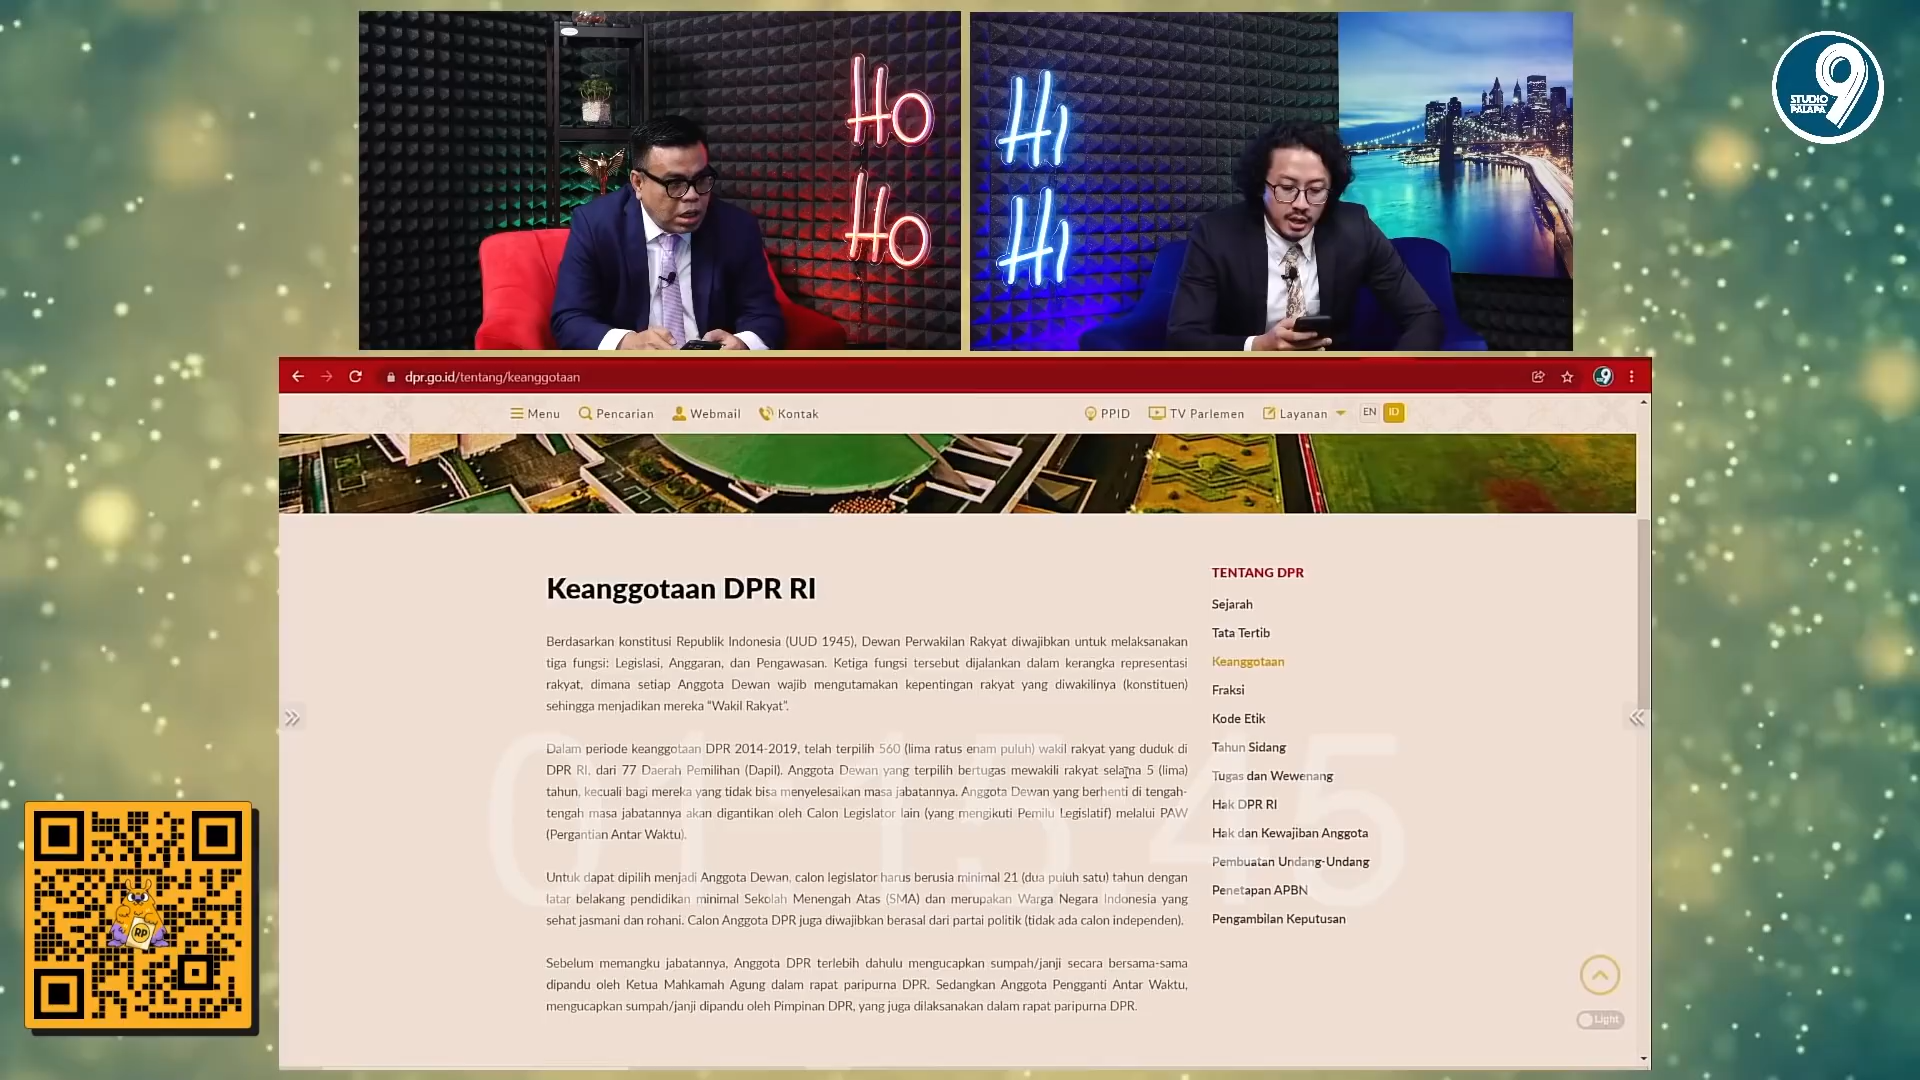 HO
HO
HI
HI
STUDIO
PALAPA
9
dpr.go.id/tentang/keanggotaan
9
Menu Pencarian Webmail Kontak PPID TV Parlemen Layanan EN ID
Keanggotaan DPR RI
Berdasarkan konstitusi Republik Indonesia (UUD 1945), Dewan Perwakilan Rakyat diwajibkan untuk melaksanakan
tiga fungsi: Legislasi, Anggaran, dan Pengawasan. Ketiga fungsi tersebut dijalankan dalam kerangka representasi
rakyat, dimana setiap Anggota Dewan wajib mengutamakan kepentingan rakyat yang diwakilinya (konstituen)
sehingga menjadikan mereka “Wakil Rakyat”.
Dalam periode keanggotaan DPR 2014-2019, telah terpilih 560 (lima ratus enam puluh) wakil rakyat yang duduk di
DPR RI, dari 77 Daerah Pemilihan (Dapil). Anggota Dewan yang terpilih bertugas mewakili rakyat selama 5 (lima)
tahun, kecuali bagi mereka yang tidak bisa menyelesaikan masa jabatannya. Anggota Dewan yang berhenti di tengah-
tengah masa jabatannya akan digantikan oleh Calon Legislator lain (yang mengikuti Pemilu Legislatif) melalui PAW
(Pergantian Antar Waktu).
Untuk dapat dipilih menjadi Anggota Dewan, calon legislator harus berusia minimal 21 (dua puluh satu) tahun dengan
latar belakang pendidikan minimal Sekolah Menengah Atas (SMA) dan merupakan Warga Negara Indonesia yang
sehat jasmani dan rohani. Calon Anggota DPR juga diwajibkan berasal dari partai politik (tidak ada calon independen).
Sebelum memangku jabatannya, Anggota DPR terlebih dahulu mengucapkan sumpah/janji secara bersama-sama
dipandu oleh Ketua Mahkamah Agung dalam rapat paripurna DPR. Sedangkan Anggota Pengganti Antar Waktu,
mengucapkan sumpah/janji dipandu oleh Pimpinan DPR, yang juga dilaksanakan dalam rapat paripurna DPR.
TENTANG DPR
Sejarah
Tata Tertib
Keanggotaan
Fraksi
Kode Etik
Tahun Sidang
Tugas dan Wewenang
Hak DPR RI
Hak dan Kewajiban Anggota
Pembuatan Undang-Undang
Penetapan APBN
Pengambilan Keputusan
01:15:45
Light
RP